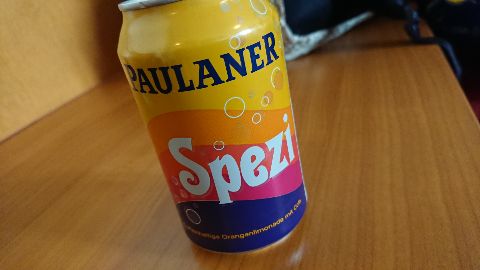 PAULANER
Spezi
Orangenlimonade mit Cola